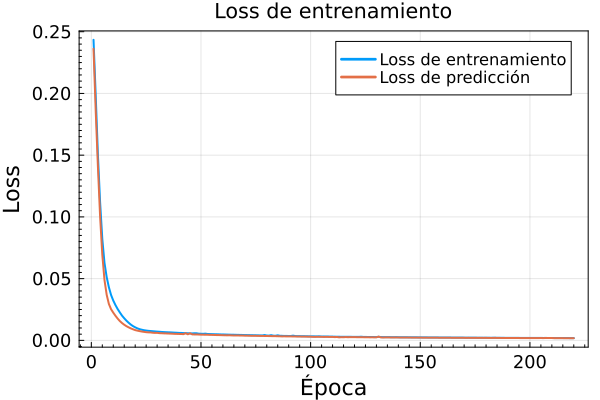 Loss de entrenamiento
0.25
0.20
0.15
0.10
0.05
0.00
Loss
Loss de entrenamiento
Loss de predicción
0 50 100 150 200
Época